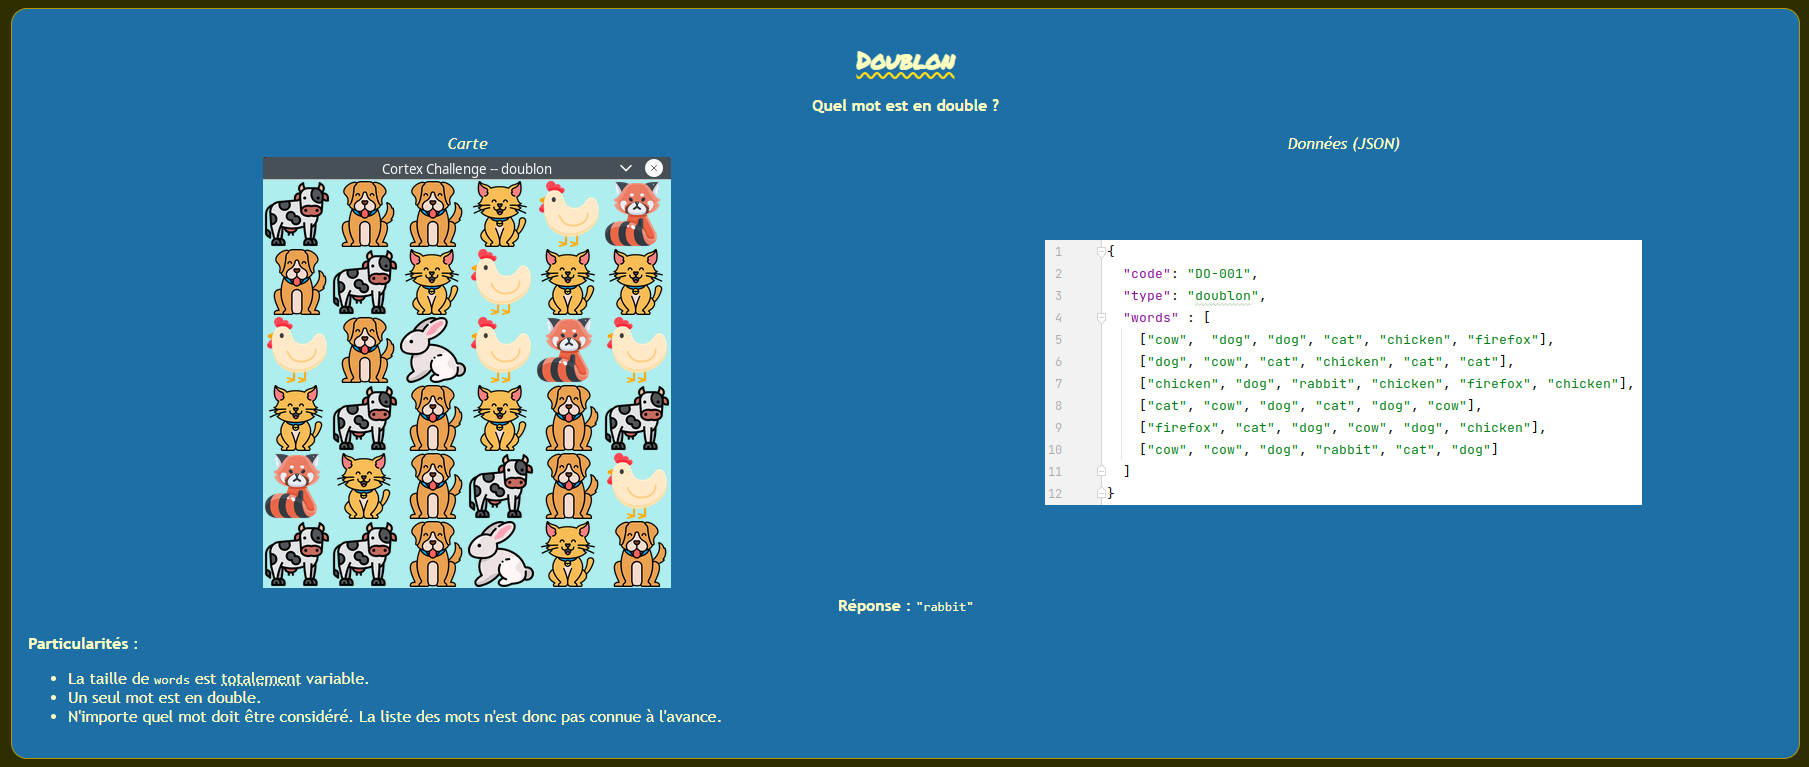 Doublon
Quel mot est en double ?
Carte
Cortex Challenge -- doublon
Données (JSON)
1 {
2 "code": "DO-001",
3 "type": "doublon",
4 "words" : [
5 ["cow",  "dog", "dog", "cat", "chicken", "firefox"],
6 ["dog", "cow", "cat", "chicken", "cat", "cat"],
7 ["chicken", "dog", "rabbit", "chicken", "firefox", "chicken"],
8 ["cat", "cow", "dog", "cat", "dog", "cow"],
9 ["firefox", "cat", "dog", "cow", "dog", "chicken"],
10 ["cow", "cow", "dog", "rabbit", "cat", "dog"]
11 ]
12 }
Réponse : "rabbit"
Particularités :
• La taille de words est totalement variable.
• Un seul mot est en double.
• N'importe quel mot doit être considéré. La liste des mots n'est donc pas connue à l'avance.